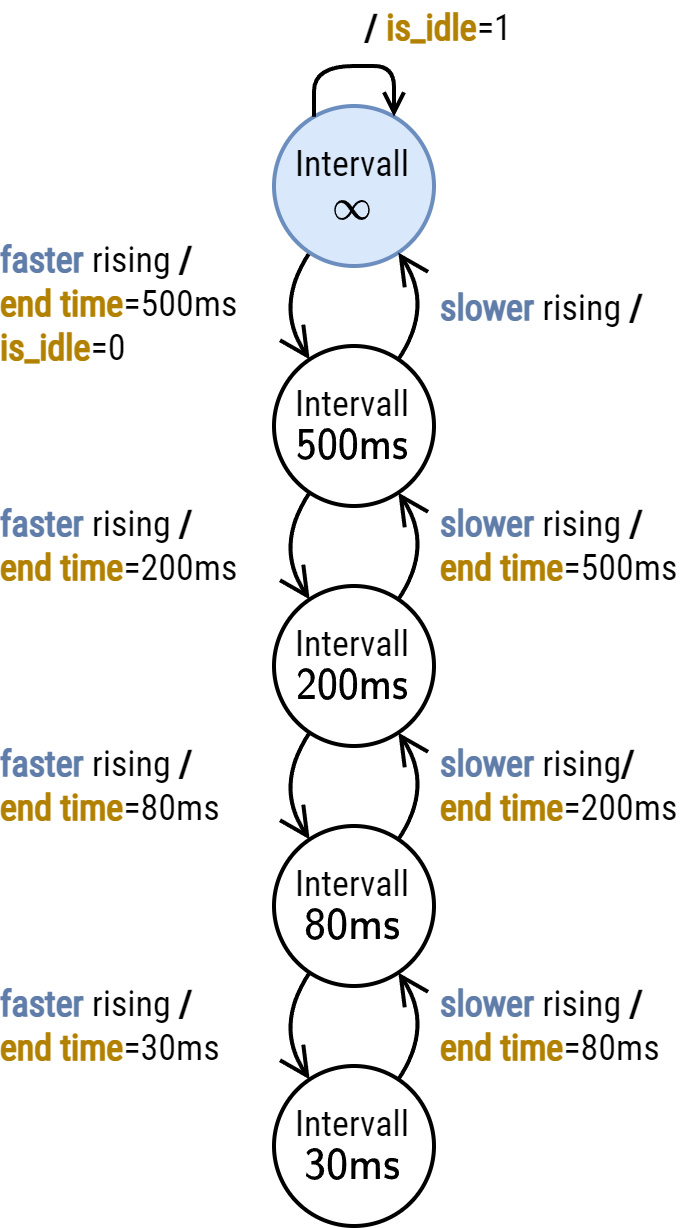 / is_idle=1
Intervall
∞
faster rising /
end time=500ms
is_idle=0
slower rising /
Intervall
500ms
faster rising /
end time=200ms
slower rising /
end time=500ms
Intervall
200ms
faster rising /
end time=80ms
slower rising/
end time=200ms
Intervall
80ms
faster rising /
end time=30ms
slower rising /
end time=80ms
Intervall
30ms